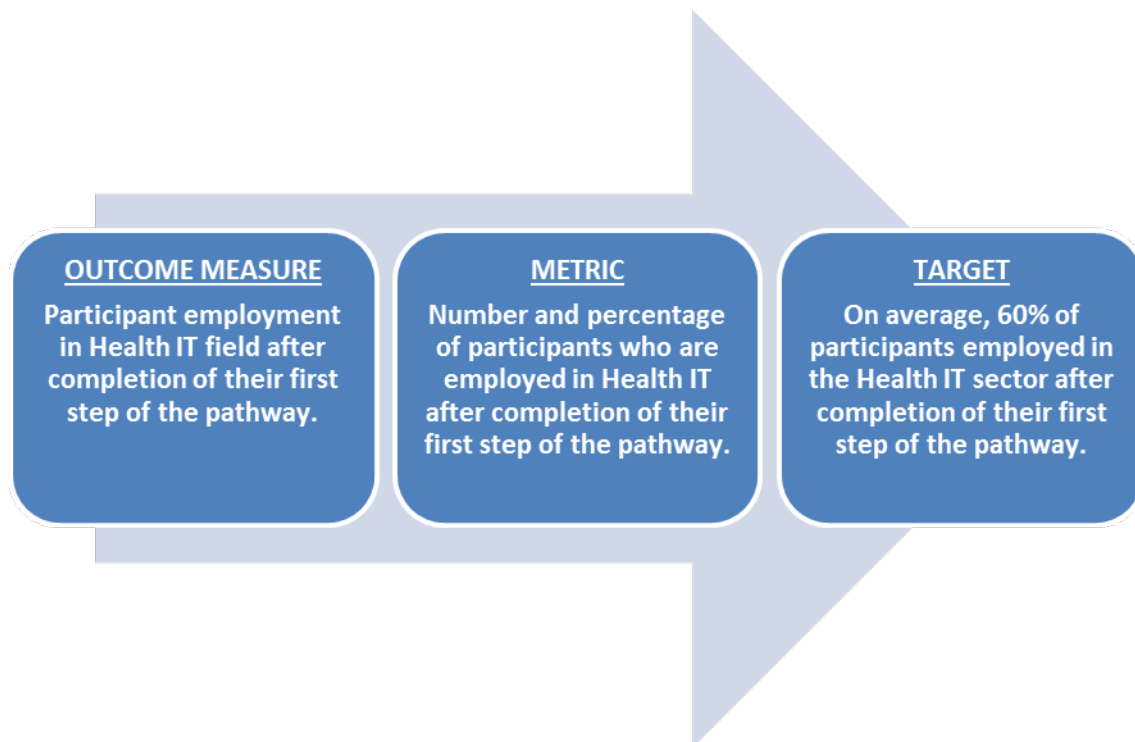 OUTCOME MEASURE
Participant employment
in Health IT field after
completion of their first
step of the pathway.
METRIC
Number and percentage
of participants who are
employed in Health IT
after completion of their
first step of the pathway.
TARGET
On average, 60% of
participants employed in
the Health IT sector after
completion of their first
step of the pathway.